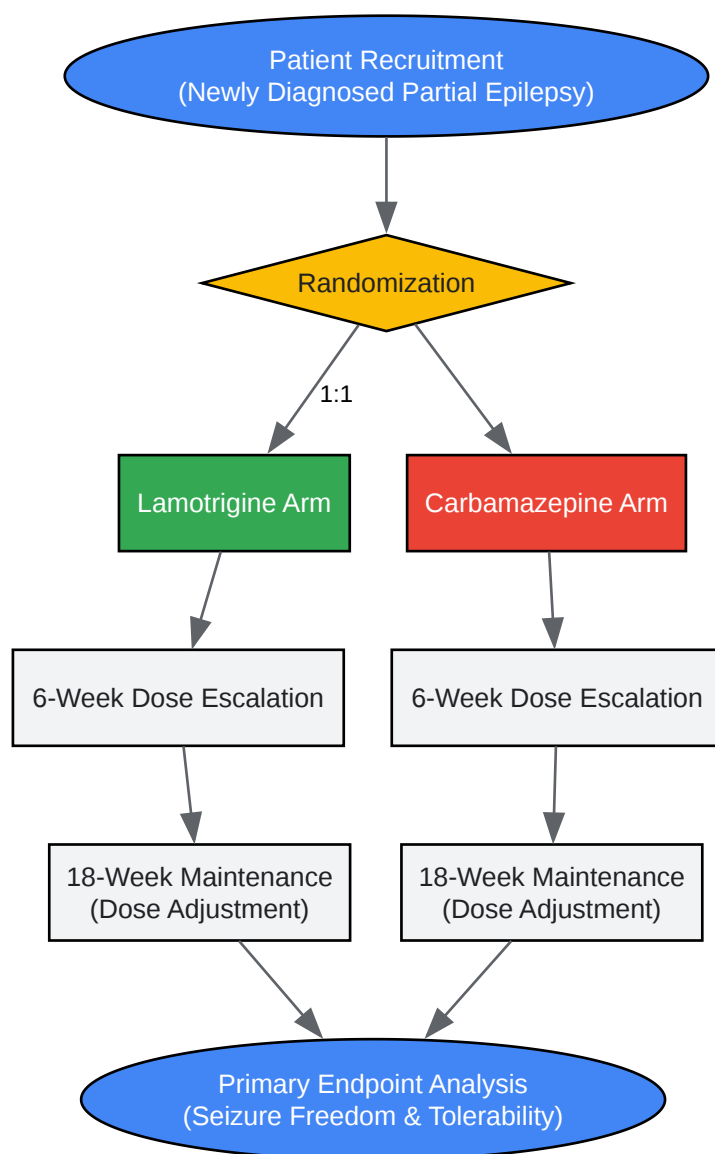 Patient Recruitment
(Newly Diagnosed Partial Epilepsy)
Randomization
1:1
Lamotrigine Arm
Carbamazepine Arm
6-Week Dose Escalation
6-Week Dose Escalation
18-Week Maintenance
(Dose Adjustment)
18-Week Maintenance
(Dose Adjustment)
Primary Endpoint Analysis
(Seizure Freedom & Tolerability)